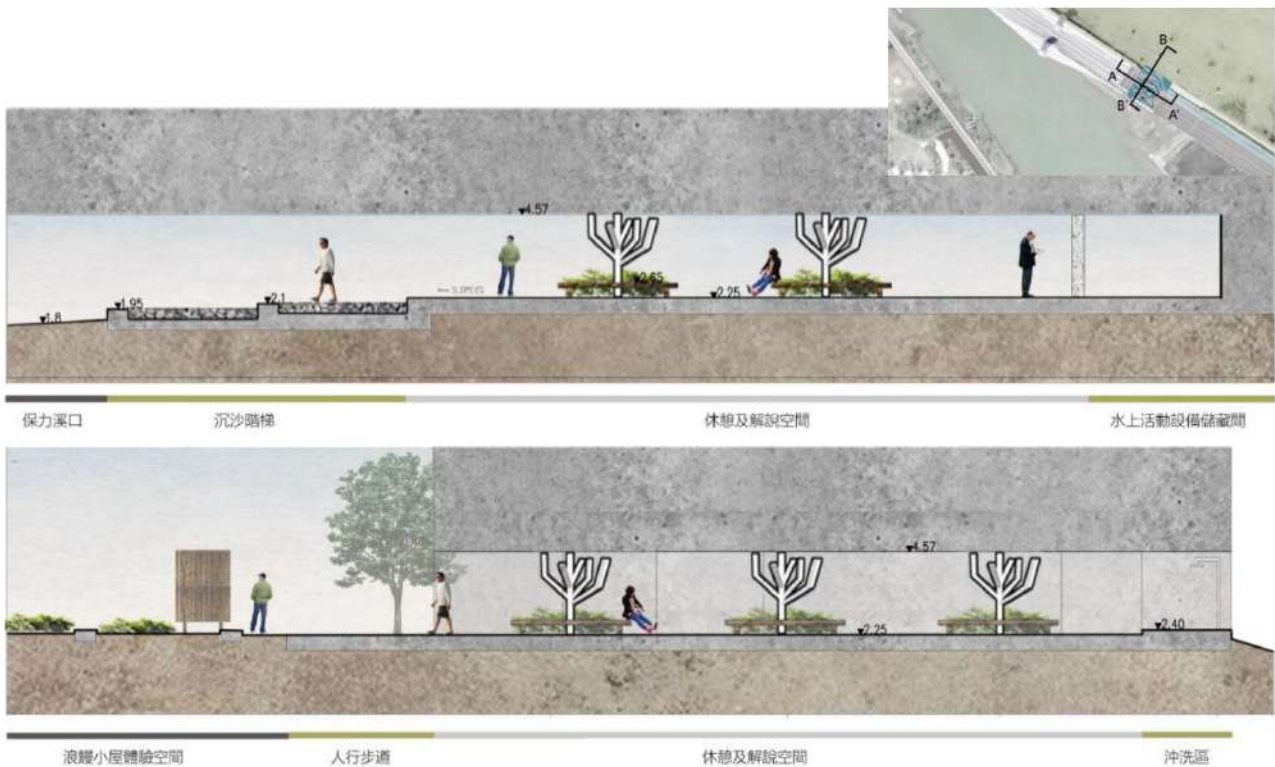 B
A
B'
A'
4.57
2.65
1.95
2.1
SLOPE1%
2.25
1.8
保力溪口
沉沙階梯
休憩及解說空間
水上活動設備儲藏間
4.57
2.25
2.40
浪鰻小屋體驗空間
人行步道
休憩及解說空間
沖洗區